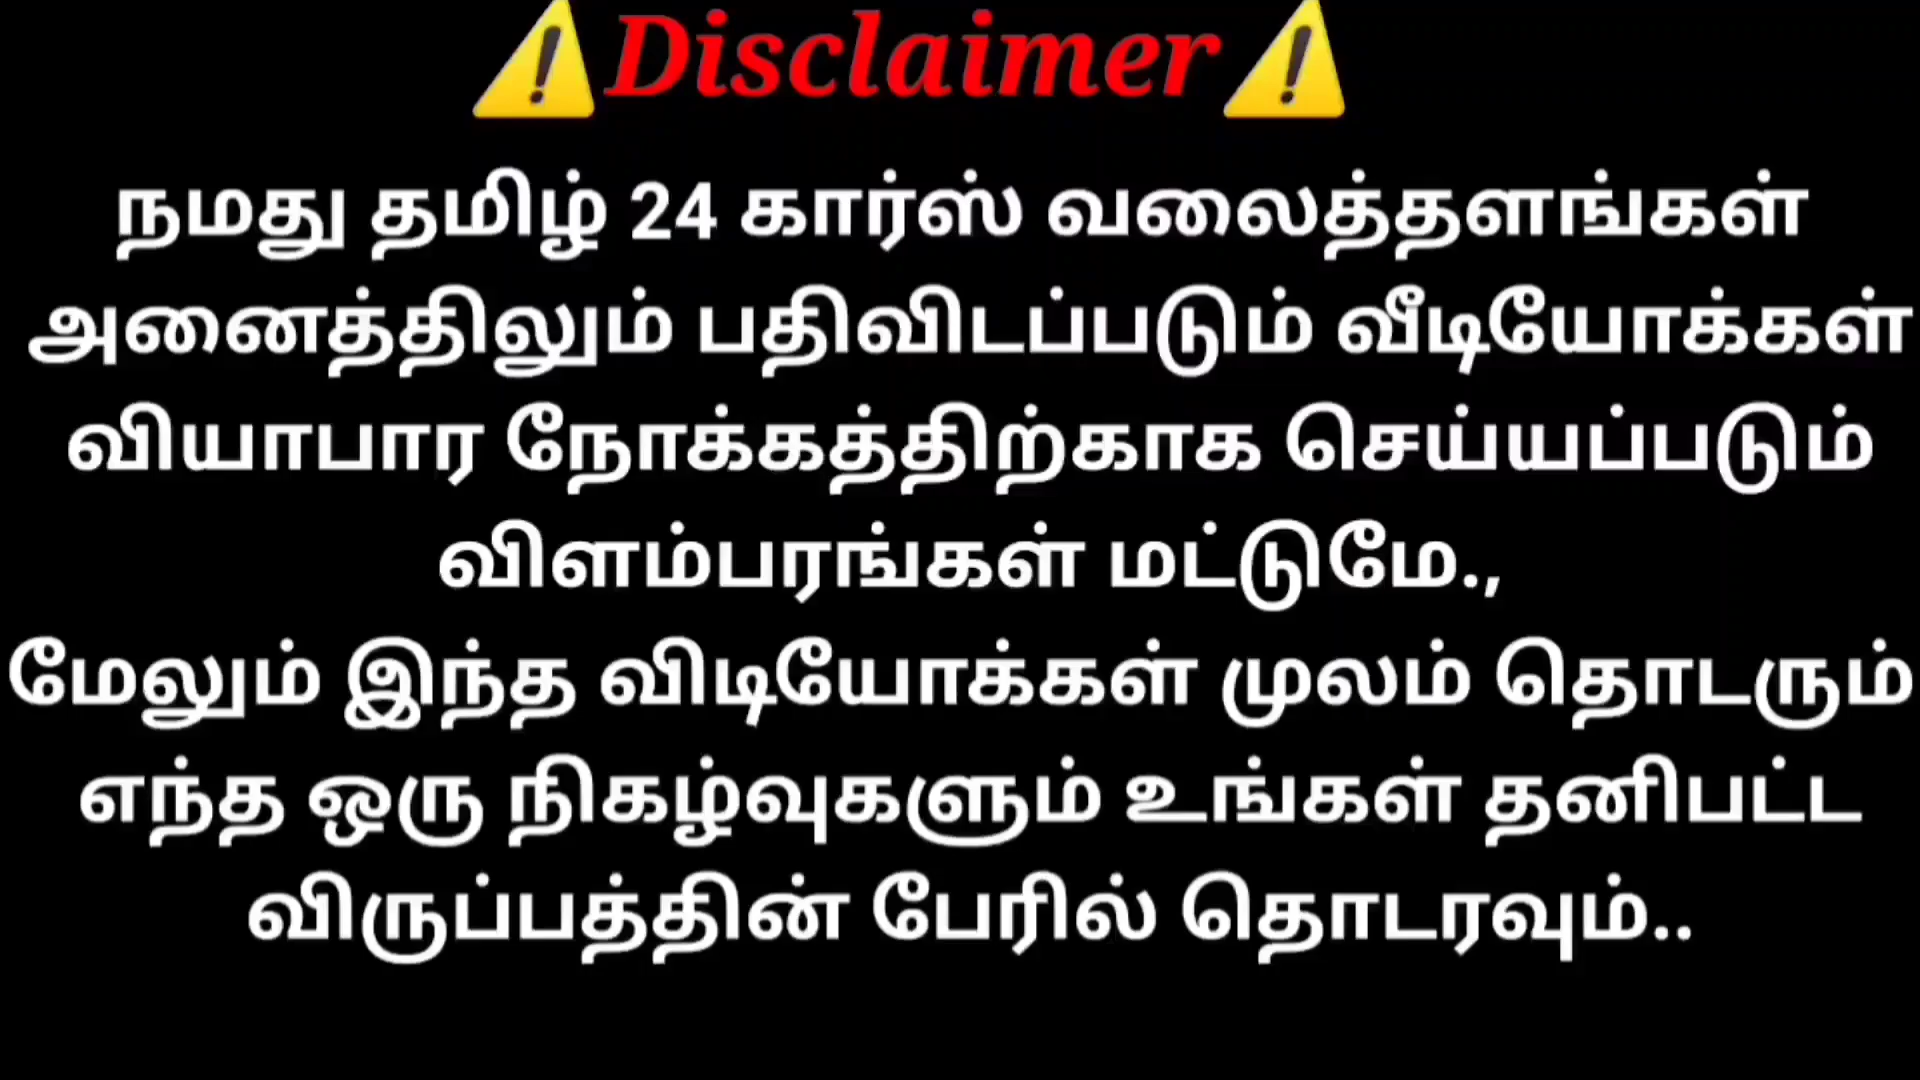 ⚠️Disclaimer⚠️
நமது தமிழ் 24 கார்ஸ் வலைத்தளங்கள்
அனைத்திலும் பதிவிடப்படும் வீடியோக்கள்
வியாபார நோக்கத்திற்காக செய்யப்படும்
விளம்பரங்கள் மட்டுமே.,
மேலும் இந்த விடியோக்கள் முலம் தொடரும்
எந்த ஒரு நிகழ்வுகளும் உங்கள் தனிபட்ட
விருப்பத்தின் பேரில் தொடரவும்..